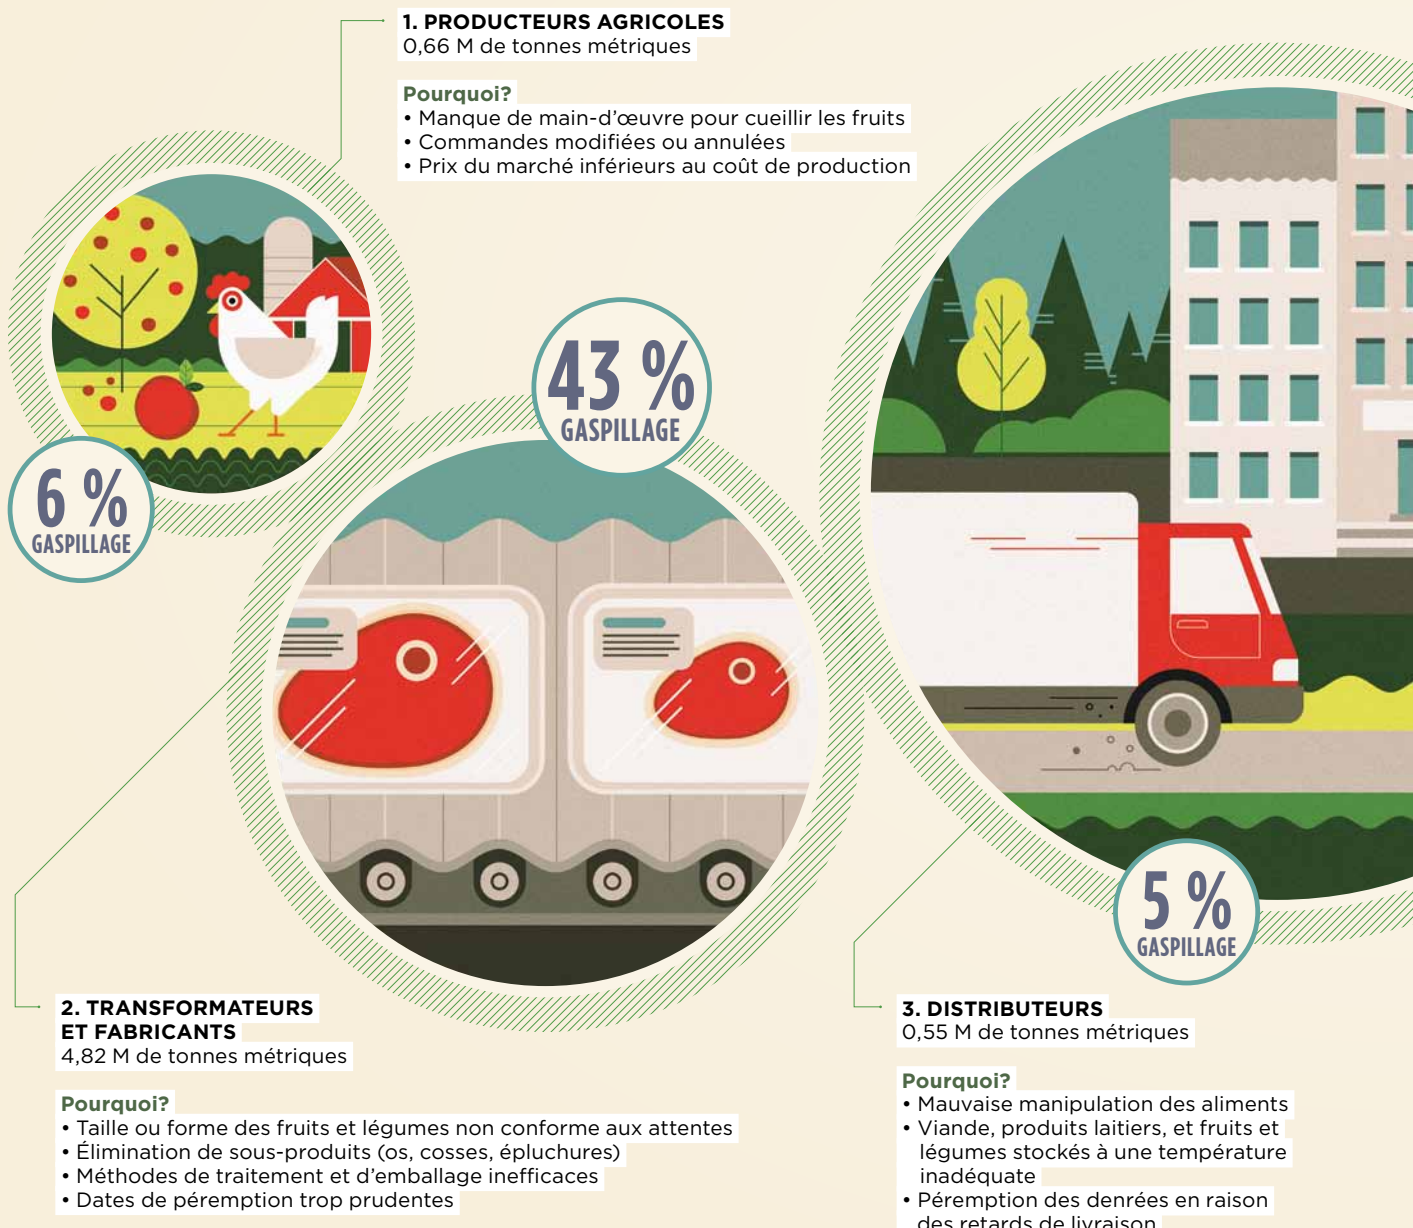 1. PRODUCTEURS AGRICOLES
0,66 M de tonnes métriques
Pourquoi?
• Manque de main-d'œuvre pour cueillir les fruits
• Commandes modifiées ou annulées
• Prix du marché inférieurs au coût de production
6 %
GASPILLAGE
43 %
GASPILLAGE
2. TRANSFORMATEURS
ET FABRICANTS
4,82 M de tonnes métriques
Pourquoi?
• Taille ou forme des fruits et légumes non conforme aux attentes
• Élimination de sous-produits (os, cosses, épluchures)
• Méthodes de traitement et d'emballage inefficaces
• Dates de péremption trop prudentes
5 %
GASPILLAGE
3. DISTRIBUTEURS
0,55 M de tonnes métriques
Pourquoi?
• Mauvaise manipulation des aliments
• Viande, produits laitiers, et fruits et
légumes stockés à une température
inadéquate
• Péremption des denrées en raison
des retards de livraison